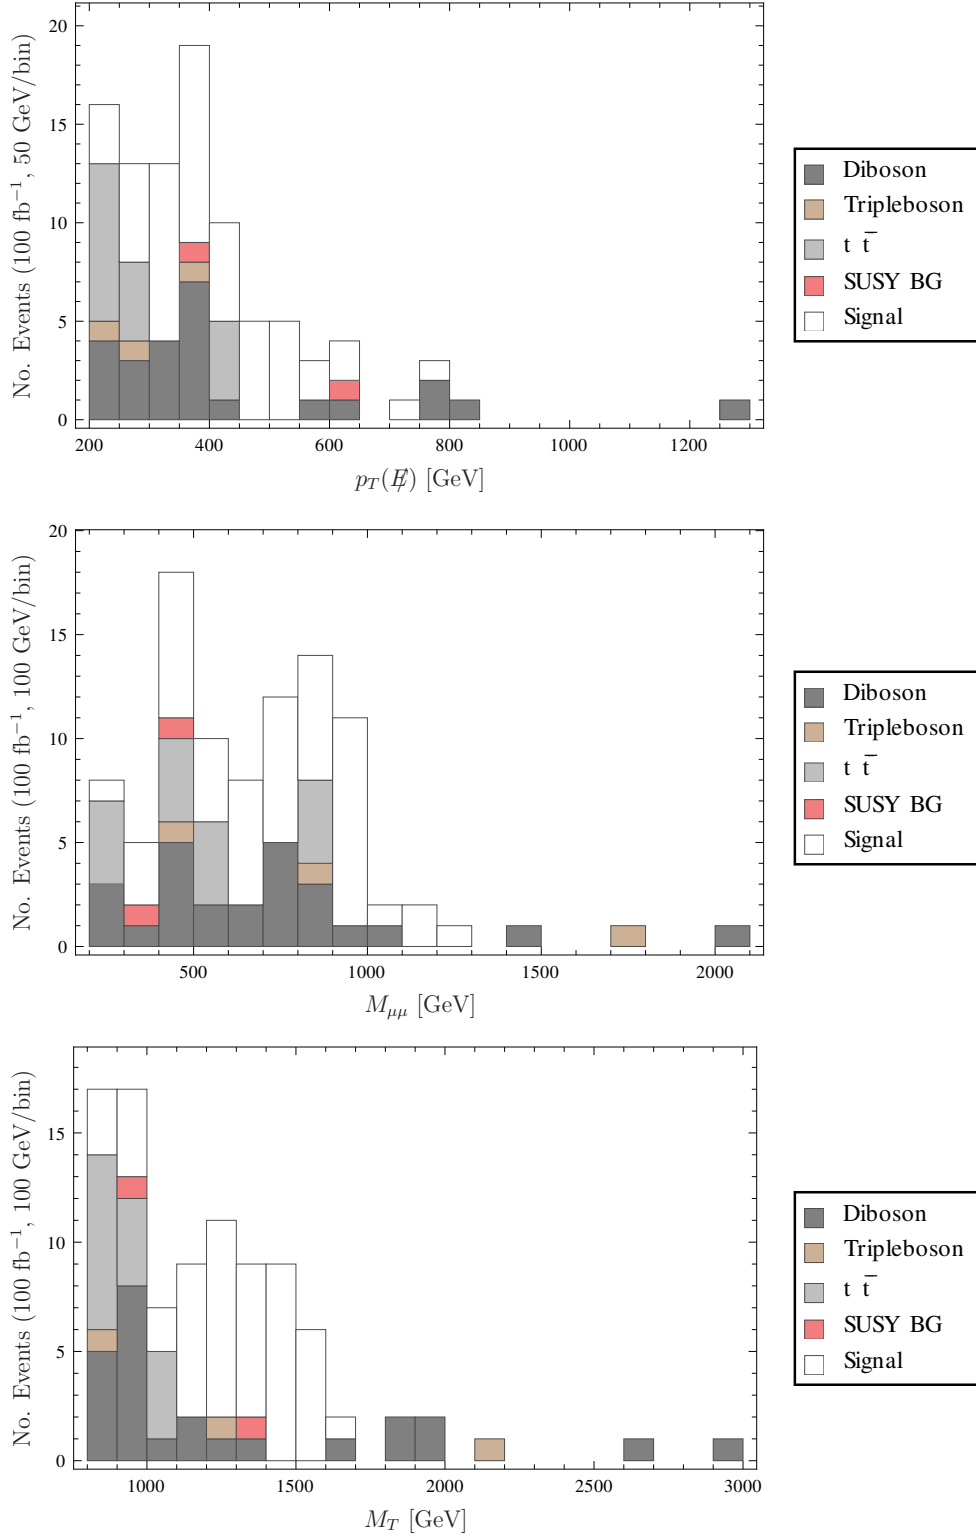 No. Events (100 fb⁻¹, 50 GeV/bin)
20
15
10
5
0
200 400 600 800 1000 1200
p_T(E̸) [GeV]
Diboson
Tripleboson
t t̅
SUSY BG
Signal
No. Events (100 fb⁻¹, 100 GeV/bin)
20
15
10
5
0
500 1000 1500 2000
M_μμ [GeV]
Diboson
Tripleboson
t t̅
SUSY BG
Signal
No. Events (100 fb⁻¹, 100 GeV/bin)
15
10
5
0
1000 1500 2000 2500 3000
M_T [GeV]
Diboson
Tripleboson
t t̅
SUSY BG
Signal